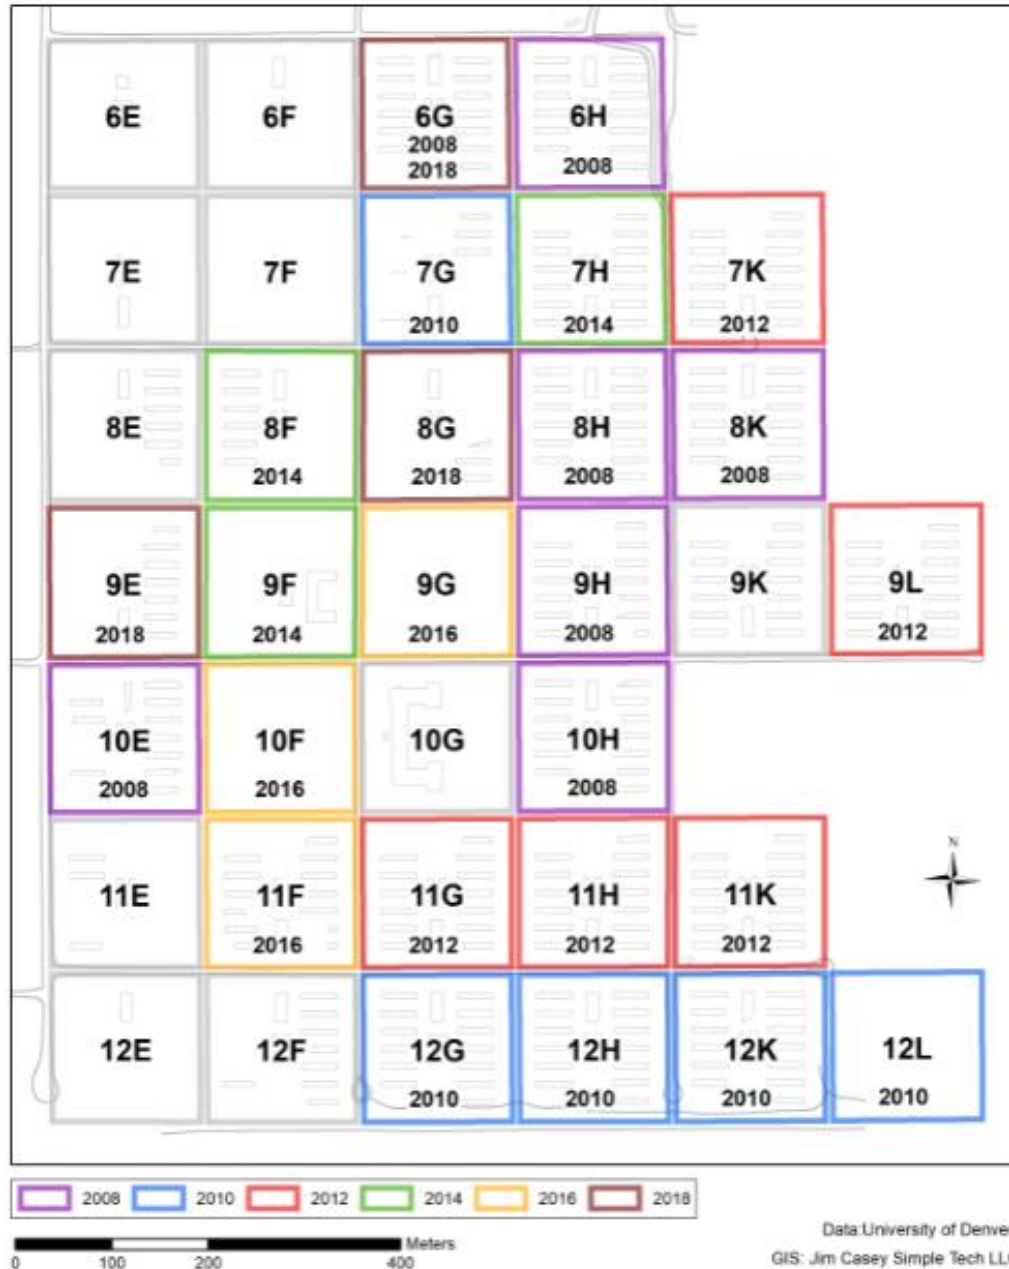 6E 6F 6G 6H
2008 2008
2018
7E 7F 7G 7H 7K
2010 2014 2012
8E 8F 8G 8H 8K
2014 2018 2008 2008
9E 9F 9G 9H 9K 9L
2018 2014 2016 2008 2012
10E 10F 10G 10H
2008 2016 2008
N
11E 11F 11G 11H 11K
2016 2012 2012 2012
12E 12F 12G 12H 12K 12L
2010 2010 2010 2010
2008 2010 2012 2014 2016 2018
Meters
0 100 200 400
Data:University of Denver
GIS: Jim Casey Simple Tech LL